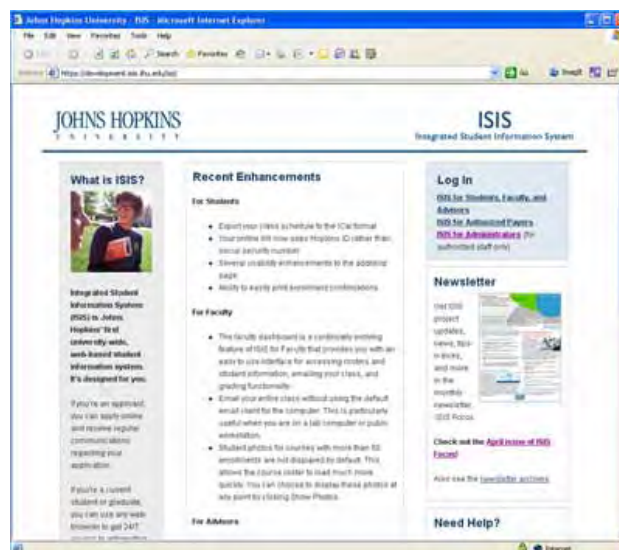 Johns Hopkins University - ISIS - Microsoft Internet Explorer
File Edit View Favorites Tools Help
Search Favorites
JOHNS HOPKINS
UNIVERSITY
ISIS
Integrated Student Information System
What is ISIS?
Integrated Student
Information System
(ISIS) is Johns
Hopkins' first
university-wide,
web-based student
information system.
It's designed for you.
If you're an applicant,
you can apply online
and receive regular
communications
regarding your
application.
If you're a current
student or graduate,
you can use any web
browser to get 24/7
Recent Enhancements
For Students
Export your class schedule to the iCal format
Your online bill now uses Hopkins ID rather than
social security number
Several usability enhancements to the address
page
Ability to easily print enrollment confirmations
For Faculty
The faculty dashboard is a continually evolving
feature of ISIS for Faculty that provides you with an
easy to use interface for accessing rosters and
student information, emailing your class, and
grading functionality.
Email your entire class without using the default
email client for the computer. This is particularly
useful when you are on a lab computer or public
workstation.
Student photos for courses with more than 50
enrollments are not displayed by default. This
allows the course roster to load much more
quickly. You can choose to display these photos at
any point by clicking Show Photos.
For Advisors
Log In
ISIS for Students, Faculty, and
Advisors
ISIS for Authorized Payers
ISIS for Administrators (for
authorized staff only)
Newsletter
Get ISIS
project
updates,
news, tips-
n-tricks,
and more
in the
monthly
newsletter,
ISIS Focus.
Check out the April issue of ISIS
Focus!
Also see the newsletter archives
Need Help?
Internet